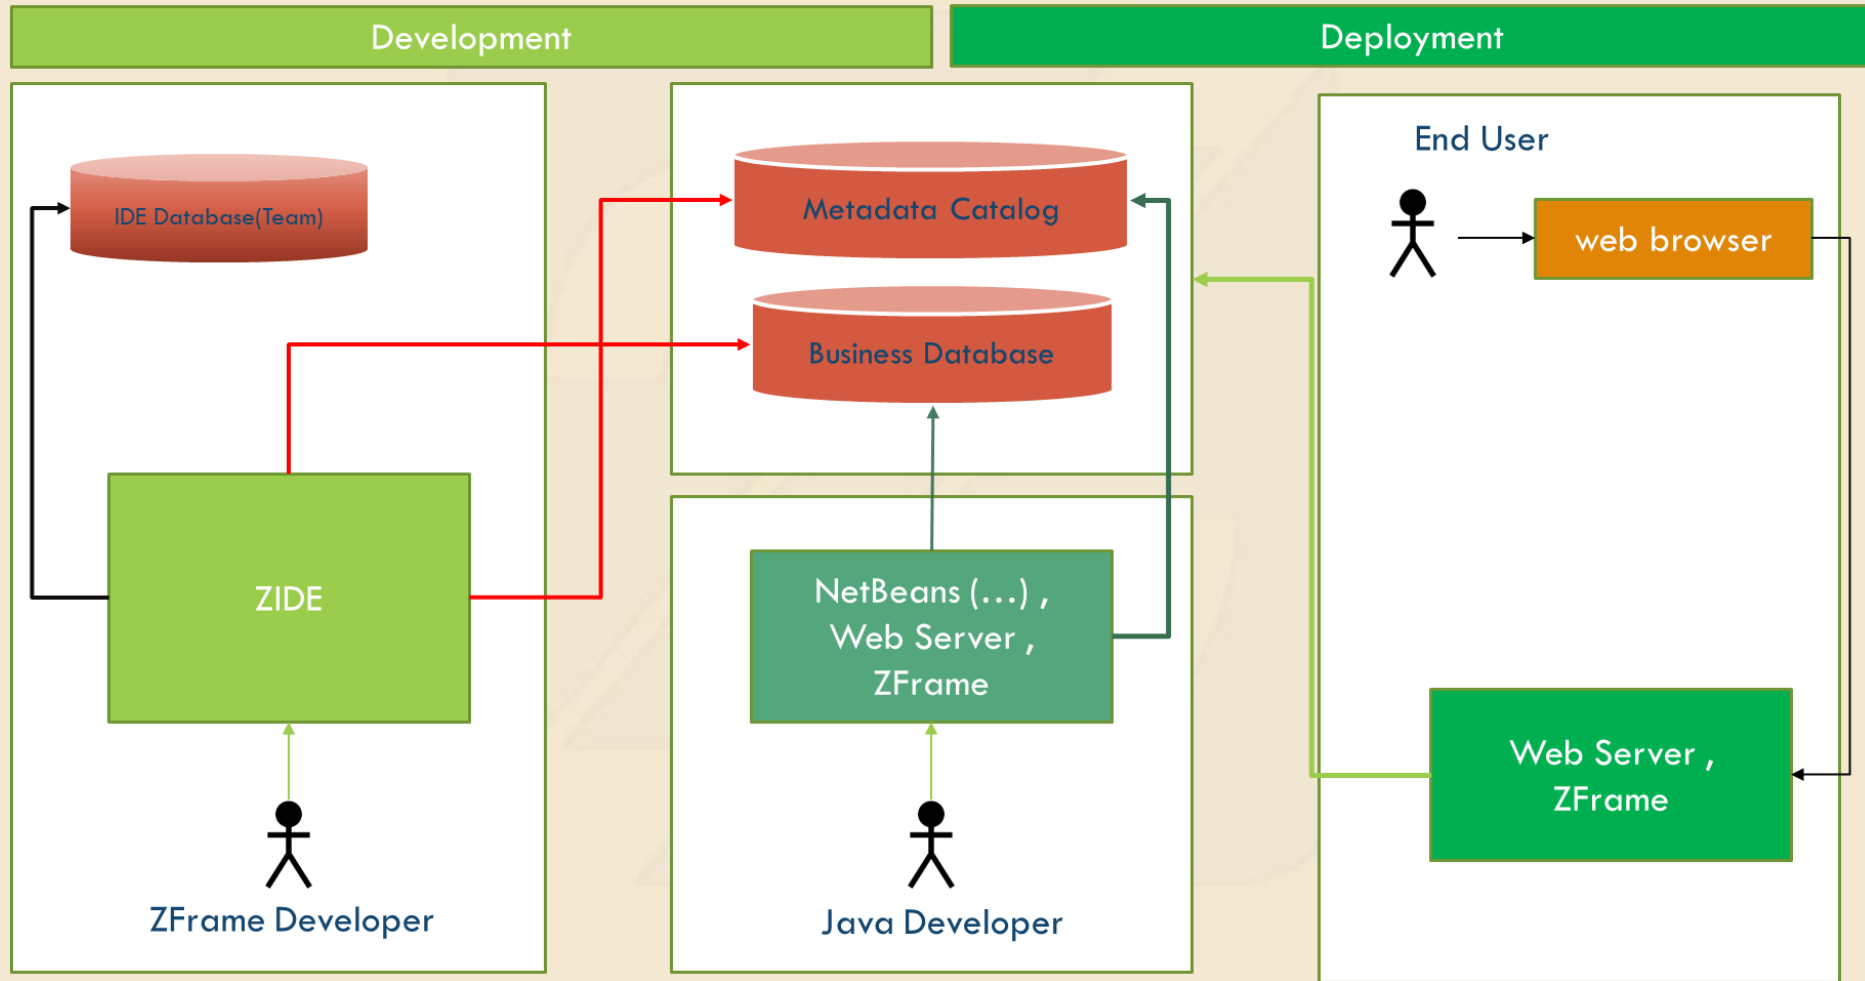 Development
Deployment
IDE Database(Team)
ZIDE
ZFrame Developer
Metadata Catalog
Business Database
NetBeans (...) ,
Web Server ,
ZFrame
Java Developer
End User
web browser
Web Server ,
ZFrame